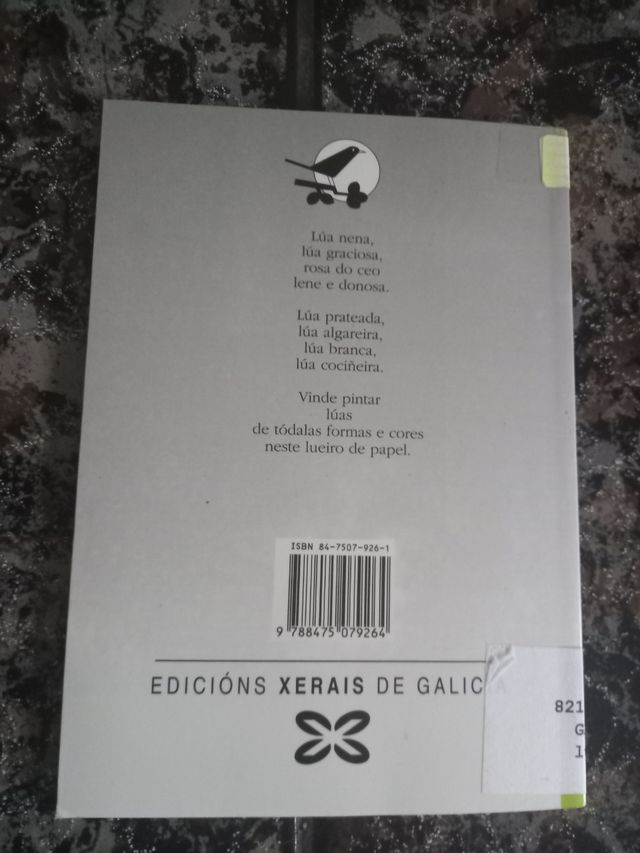 Lúa nena,
lúa graciosa,
rosa do ceo
lene e donosa.
Lúa prateada,
lúa algareira,
lúa branca,
lúa cociñeira.
Vinde pintar
lúas
de tódalas formas e cores
neste lueiro de papel.
ISBN 84-7507-926-1
9 788475 079264
EDICIÓNS XERAIS DE GALICIA
821
G
1